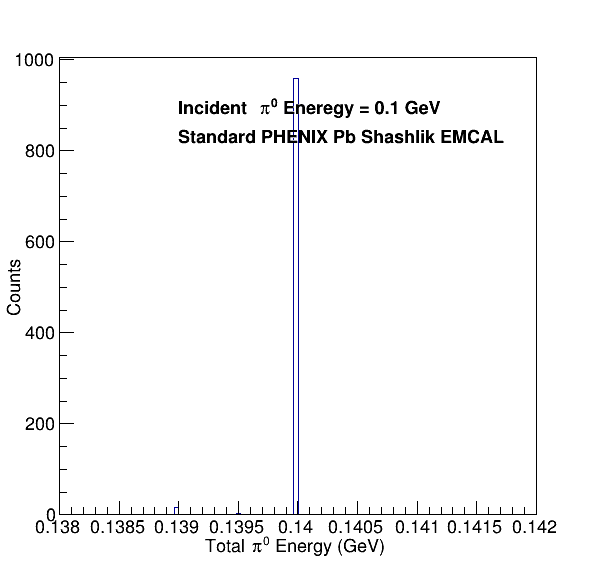 1000
800
600
400
200
0
Counts
Incident π⁰ Eneregy = 0.1 GeV
Standard PHENIX Pb Shashlik EMCAL
0.138 0.1385 0.139 0.1395 0.14 0.1405 0.141 0.1415 0.142
Total π⁰ Energy (GeV)